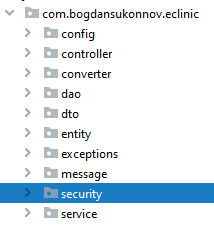 com.bogdansukonnov.eclinic
config
controller
converter
dao
dto
entity
exceptions
message
security
service